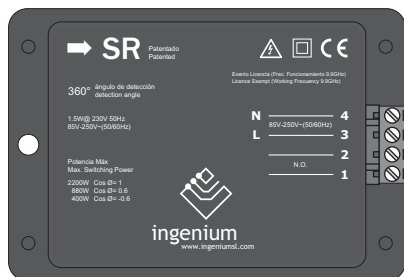 SR
Patentado
Patented
Exento Licencia (Frec. Funcionamiento 9,9GHz)
Licence Exempt (Working Frecuency 9,9GHz)
360° ángulo de detección
detection angle
1.5W@ 230V 50Hz
85V-250V~(50/60Hz)
N 4
85V-250V~(50/60Hz)
L 3
2
N.O.
1
Potencia Máx
Max. Switching Power
2200W Cos Ø= 1
880W Cos Ø= 0.6
400W Cos Ø= -0.6
ingenium
www.ingeniumsl.com